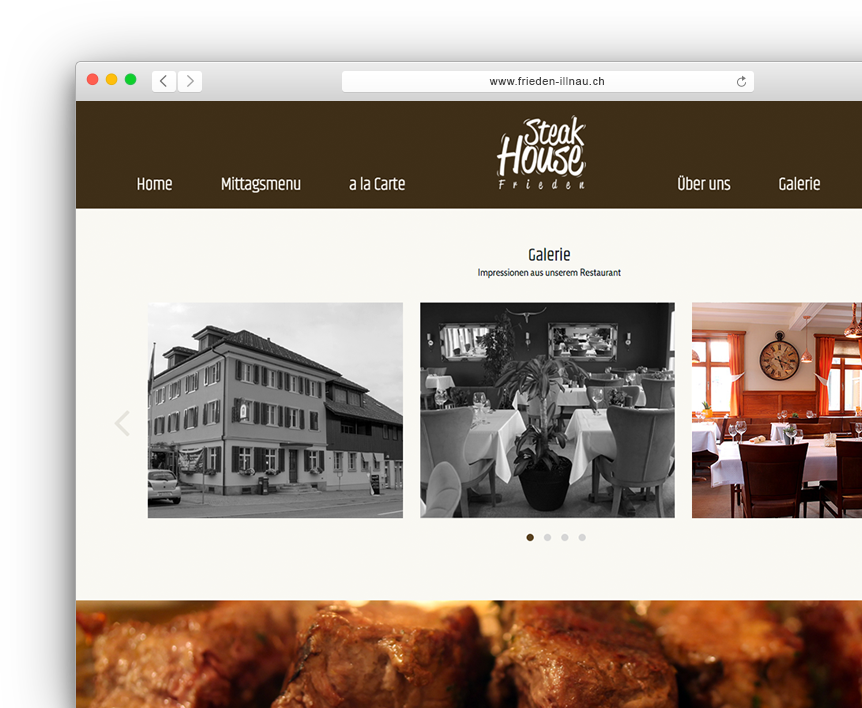 www.frieden-illnau.ch
Steak
House
Frieden
Home Mittagsmenu a la Carte Über uns Galerie
Galerie
Impressionen aus unserem Restaurant